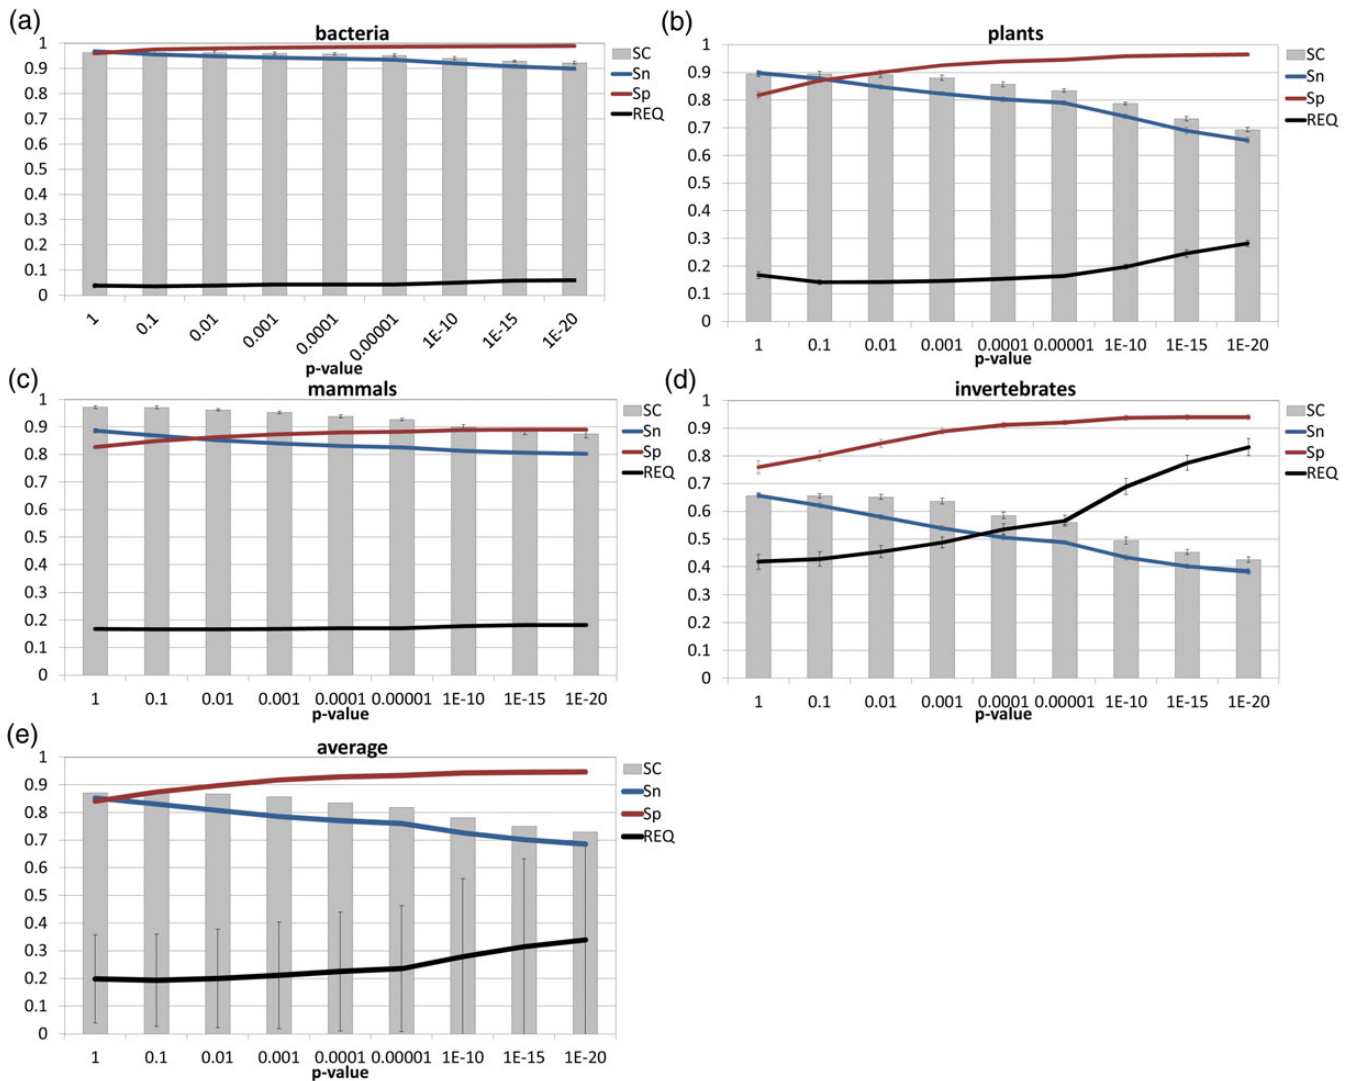 (a)
bacteria
1
0.9
0.8
0.7
0.6
0.5
0.4
0.3
0.2
0.1
0
SC
Sn
Sp
REQ
1 0.1 0.01 0.001 0.0001 0.00001 1E-10 1E-15 1E-20
p-value
(b)
plants
1
0.9
0.8
0.7
0.6
0.5
0.4
0.3
0.2
0.1
0
SC
Sn
Sp
REQ
1 0.1 0.01 0.001 0.0001 0.00001 1E-10 1E-15 1E-20
(c)
mammals
1
0.9
0.8
0.7
0.6
0.5
0.4
0.3
0.2
0.1
0
SC
Sn
Sp
REQ
1 0.1 0.01 0.001 0.0001 0.00001 1E-10 1E-15 1E-20
p-value
(d)
invertebrates
1
0.9
0.8
0.7
0.6
0.5
0.4
0.3
0.2
0.1
0
SC
Sn
Sp
REQ
1 0.1 0.01 0.001 0.0001 0.00001 1E-10 1E-15 1E-20
p-value
(e)
average
1
0.9
0.8
0.7
0.6
0.5
0.4
0.3
0.2
0.1
0
SC
Sn
Sp
REQ
1 0.1 0.01 0.001 0.0001 0.00001 1E-10 1E-15 1E-20
p-value